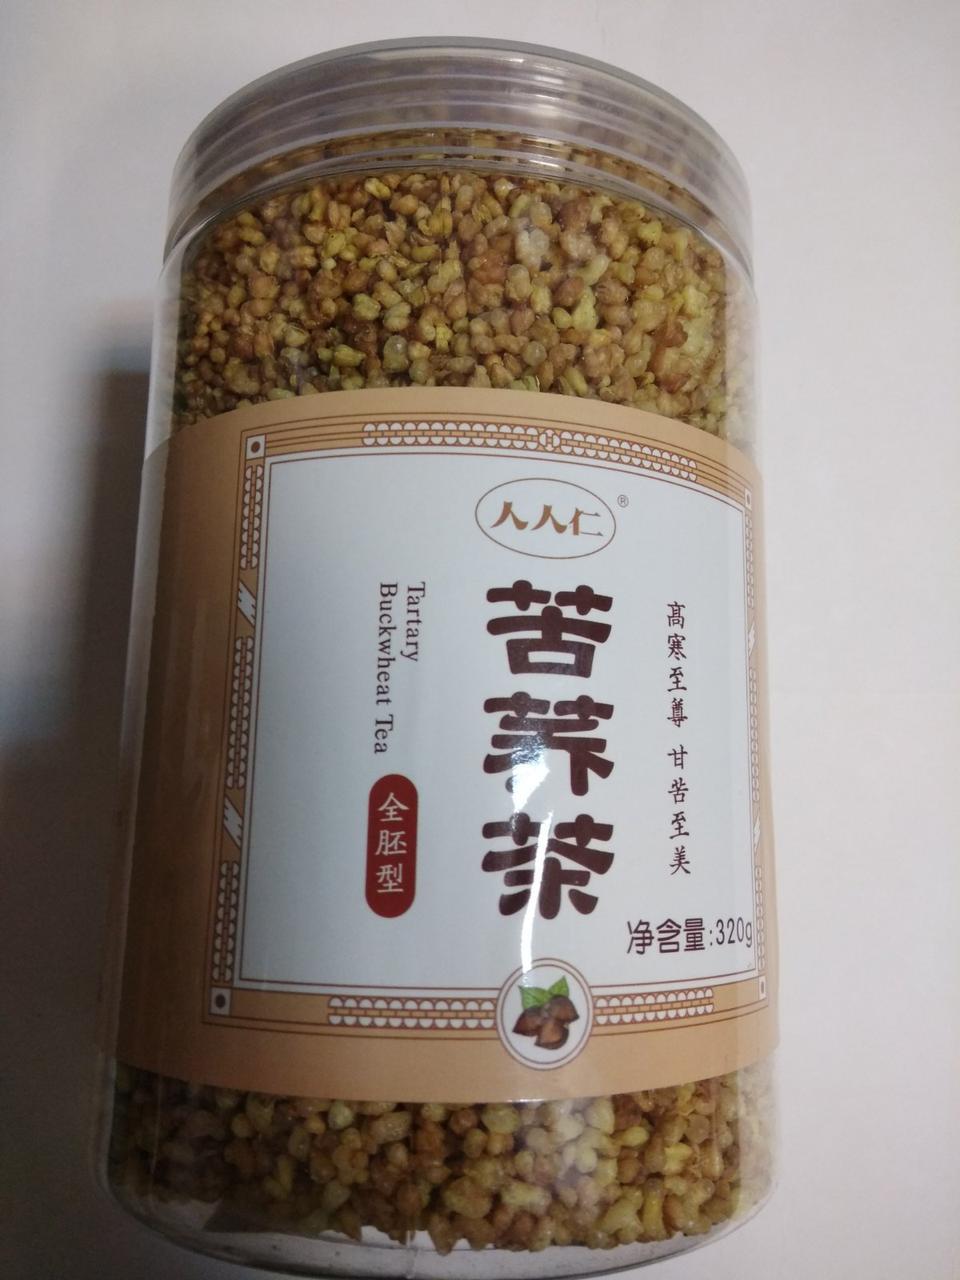 人人仁®
高寒至尊 甘苦至美
苦荞茶
Tartary
Buckwheat Tea
全胚型
净含量:320g